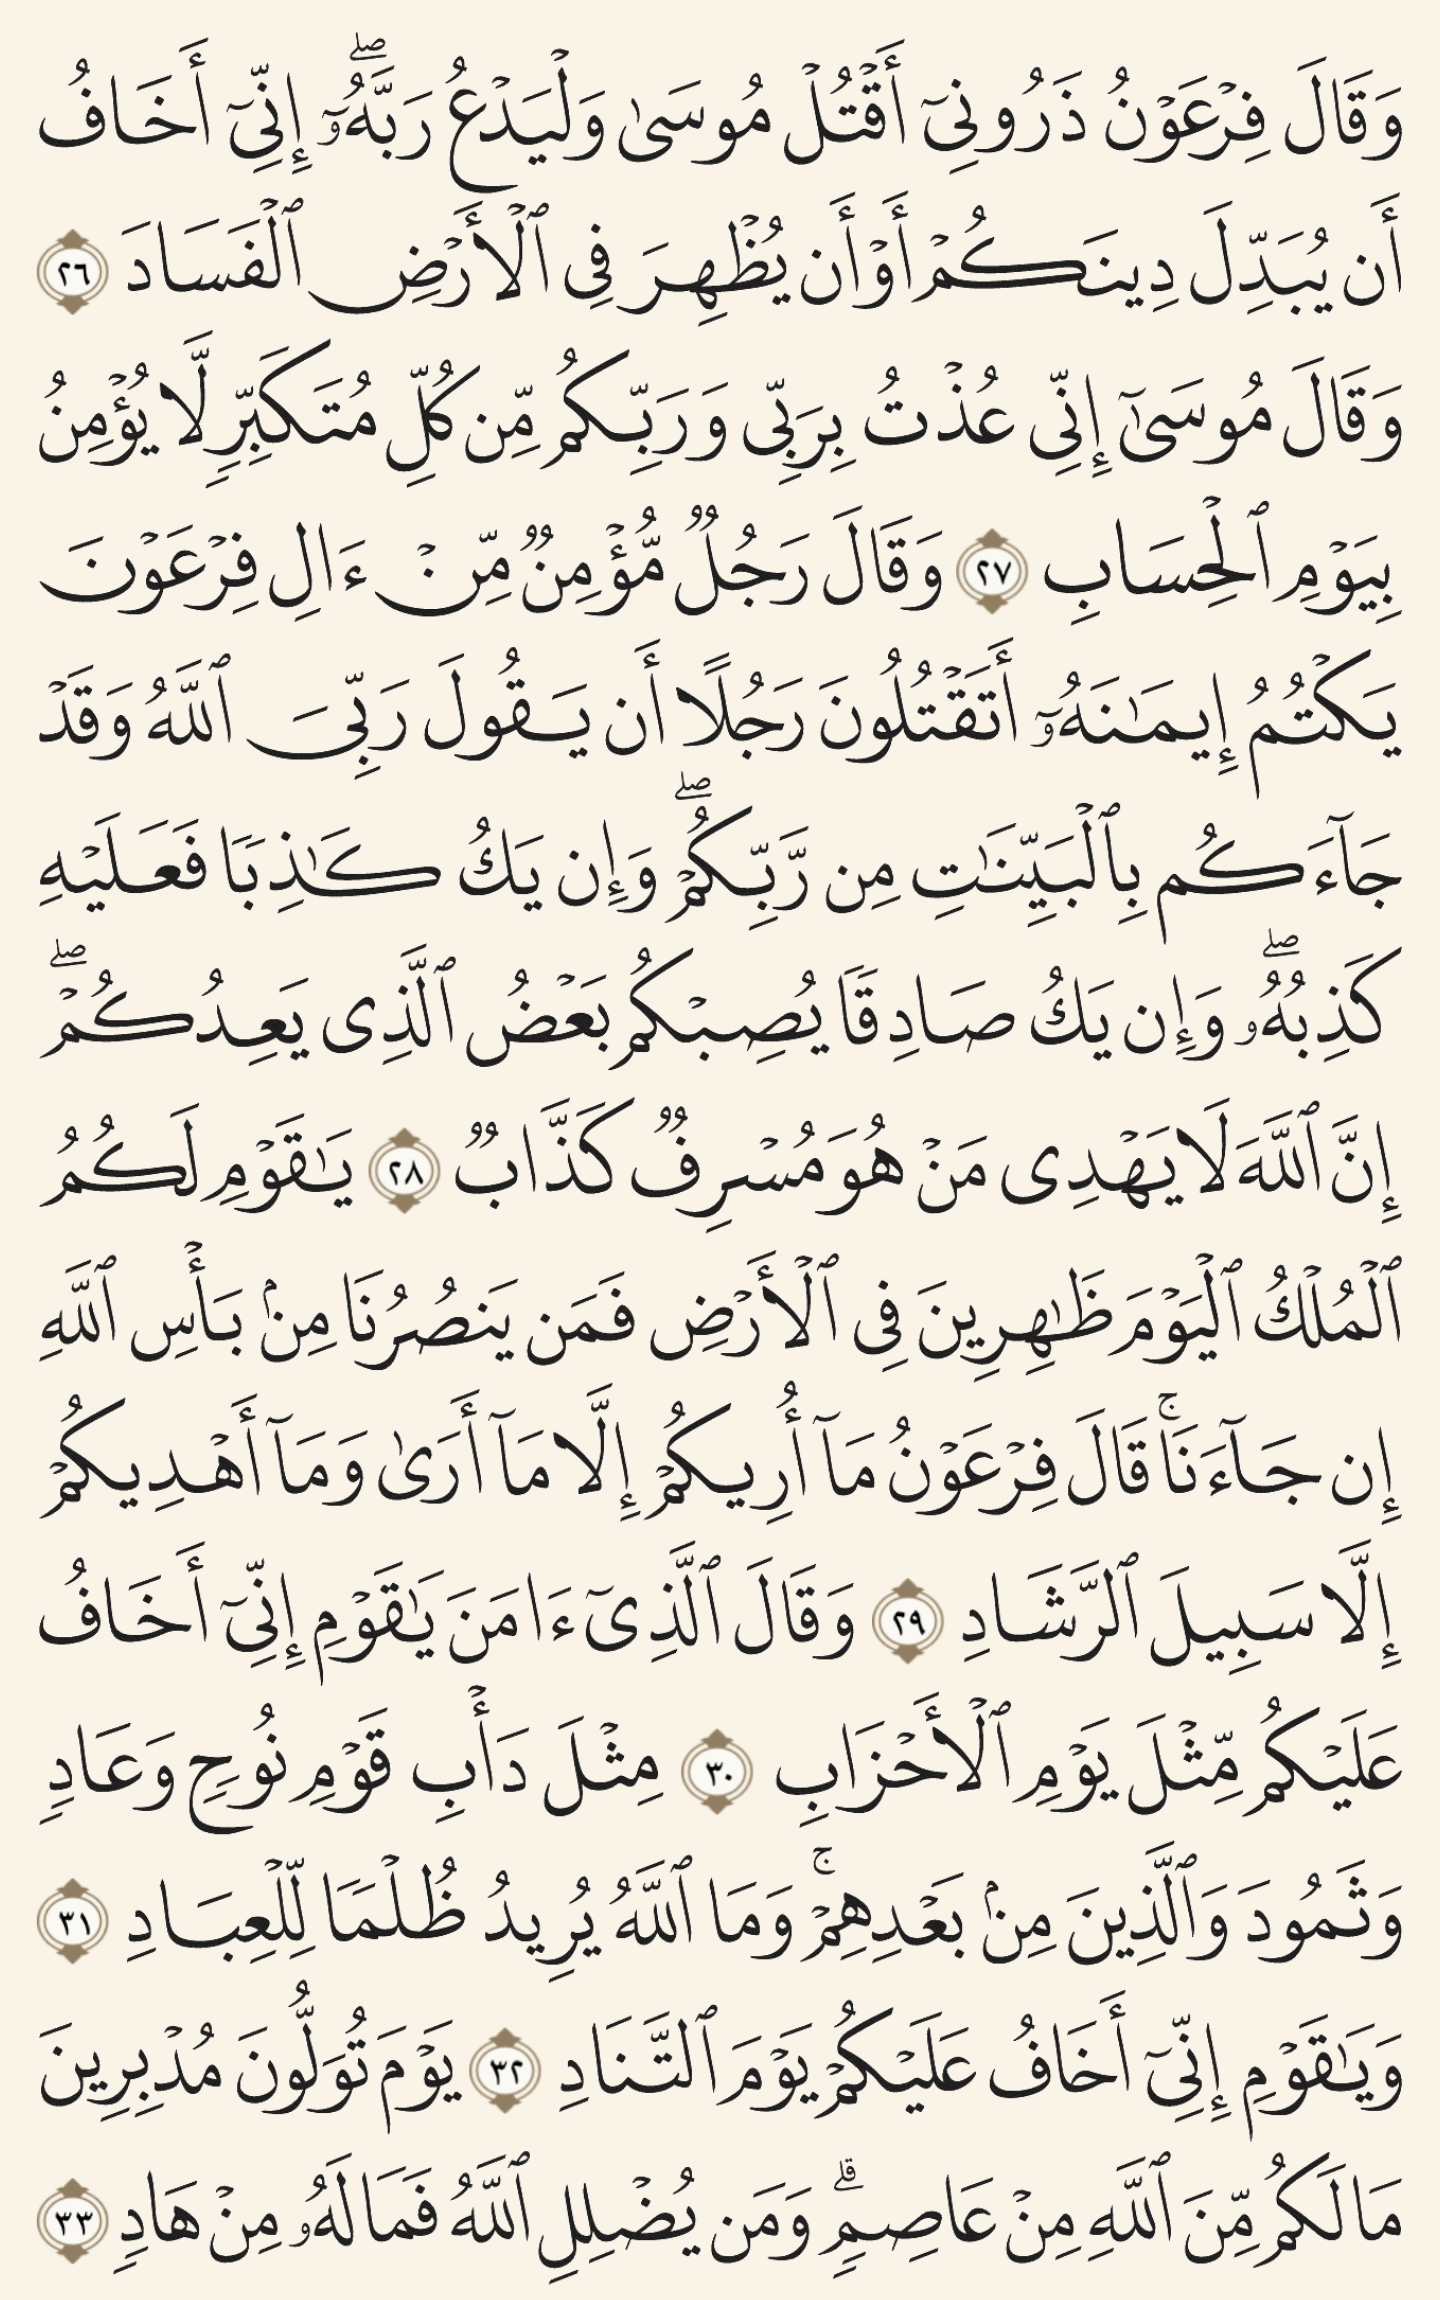 وَقَالَ فِرْعَوْنُ ذَرُونِىٓ أَقْتُلْ مُوسَىٰ وَلْيَدْعُ رَبَّهُۥٓ ۖ إِنِّىٓ أَخَافُ
أَن يُبَدِّلَ دِينَكُمْ أَوْ أَن يُظْهِرَ فِى ٱلْأَرْضِ ٱلْفَسَادَ ٢٦
وَقَالَ مُوسَىٰٓ إِنِّى عُذْتُ بِرَبِّى وَرَبِّكُم مِّن كُلِّ مُتَكَبِّرٍ لَّا يُؤْمِنُ
بِيَوْمِ ٱلْحِسَابِ ٢٧ وَقَالَ رَجُلٌ مُّؤْمِنٌ مِّنْ ءَالِ فِرْعَوْنَ
يَكْتُمُ إِيمَـٰنَهُۥٓ أَتَقْتُلُونَ رَجُلًا أَن يَقُولَ رَبِّىَ ٱللَّهُ وَقَدْ
جَآءَكُم بِٱلْبَيِّنَـٰتِ مِن رَّبِّكُمْ ۖ وَإِن يَكُ كَـٰذِبًا فَعَلَيْهِ
كَذِبُهُۥ ۖ وَإِن يَكُ صَادِقًا يُصِبْكُم بَعْضُ ٱلَّذِى يَعِدُكُمْ ۖ
إِنَّ ٱللَّهَ لَا يَهْدِى مَنْ هُوَ مُسْرِفٌ كَذَّابٌ ٢٨ يَـٰقَوْمِ لَكُمُ
ٱلْمُلْكُ ٱلْيَوْمَ ظَـٰهِرِينَ فِى ٱلْأَرْضِ فَمَن يَنصُرُنَا مِنۢ بَأْسِ ٱللَّهِ
إِن جَآءَنَا ۚ قَالَ فِرْعَوْنُ مَآ أُرِيكُمْ إِلَّا مَآ أَرَىٰ وَمَآ أَهْدِيكُمْ
إِلَّا سَبِيلَ ٱلرَّشَادِ ٢٩ وَقَالَ ٱلَّذِىٓ ءَامَنَ يَـٰقَوْمِ إِنِّىٓ أَخَافُ
عَلَيْكُم مِّثْلَ يَوْمِ ٱلْأَحْزَابِ ٣٠ مِثْلَ دَأْبِ قَوْمِ نُوحٍ وَعَادٍ
وَثَمُودَ وَٱلَّذِينَ مِنۢ بَعْدِهِمْ ۚ وَمَا ٱللَّهُ يُرِيدُ ظُلْمًا لِّلْعِبَادِ ٣١
وَيَـٰقَوْمِ إِنِّىٓ أَخَافُ عَلَيْكُمْ يَوْمَ ٱلتَّنَادِ ٣٢ يَوْمَ تُوَلُّونَ مُدْبِرِينَ
مَا لَكُم مِّنَ ٱللَّهِ مِنْ عَاصِمٍ ۗ وَمَن يُضْلِلِ ٱللَّهُ فَمَا لَهُۥ مِنْ هَادٍ ٣٣